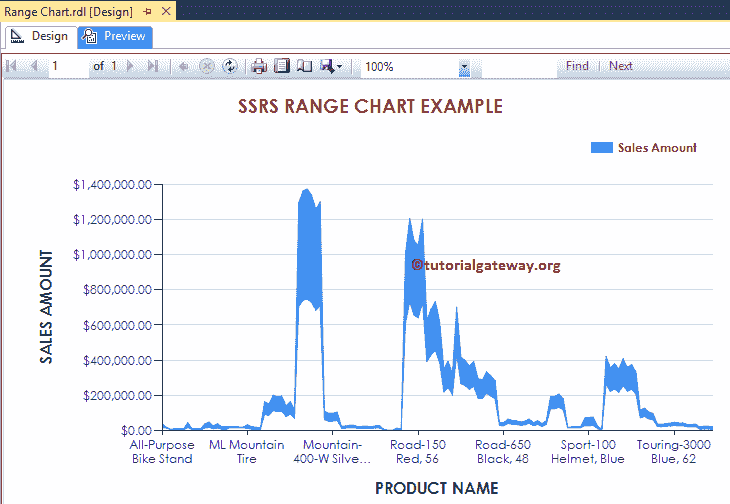 Range Chart.rdl [Design]
Design
Preview
1 of 1
100%
Find | Next
SSRS RANGE CHART EXAMPLE
Sales Amount
$1,400,000.00
$1,200,000.00
$1,000,000.00
$800,000.00
$600,000.00
$400,000.00
$200,000.00
$0.00
SALES AMOUNT
©tutorialgateway.org
All-Purpose
Bike Stand
ML Mountain
Tire
Mountain-
400-W Silve...
Road-150
Red, 56
Road-650
Black, 48
Sport-100
Helmet, Blue
Touring-3000
Blue, 62
PRODUCT NAME